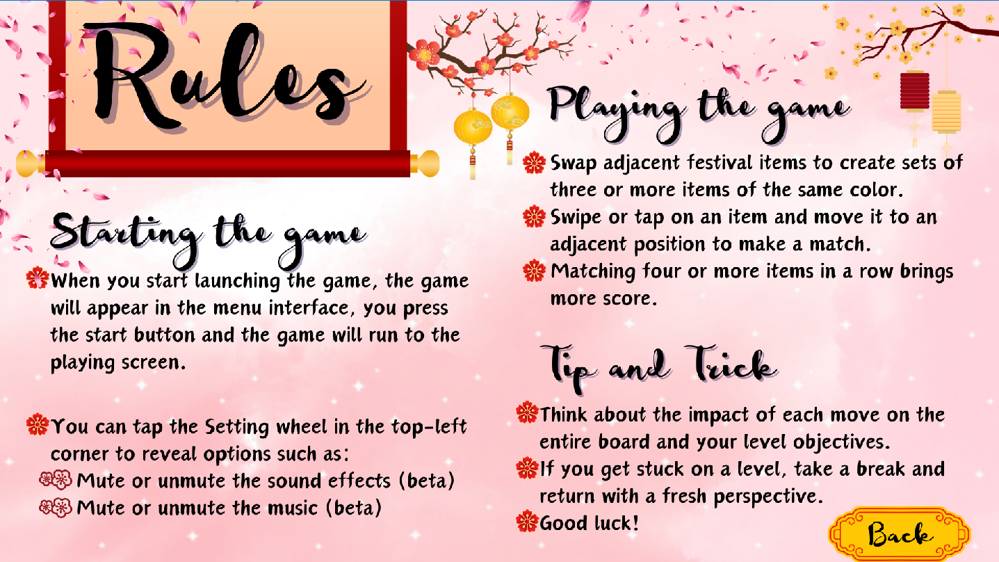 Rules
Starting the game
When you start launching the game, the game
will appear in the menu interface, you press
the start button and the game will run to the
playing screen.
You can tap the Setting wheel in the top-left
corner to reveal options such as:
Mute or unmute the sound effects (beta)
Mute or unmute the music (beta)
Playing the game
Swap adjacent festival items to create sets of
three or more items of the same color.
Swipe or tap on an item and move it to an
adjacent position to make a match.
Matching four or more items in a row brings
more score.
Tip and Trick
Think about the impact of each move on the
entire board and your level objectives.
If you get stuck on a level, take a break and
return with a fresh perspective.
Good luck!
Back